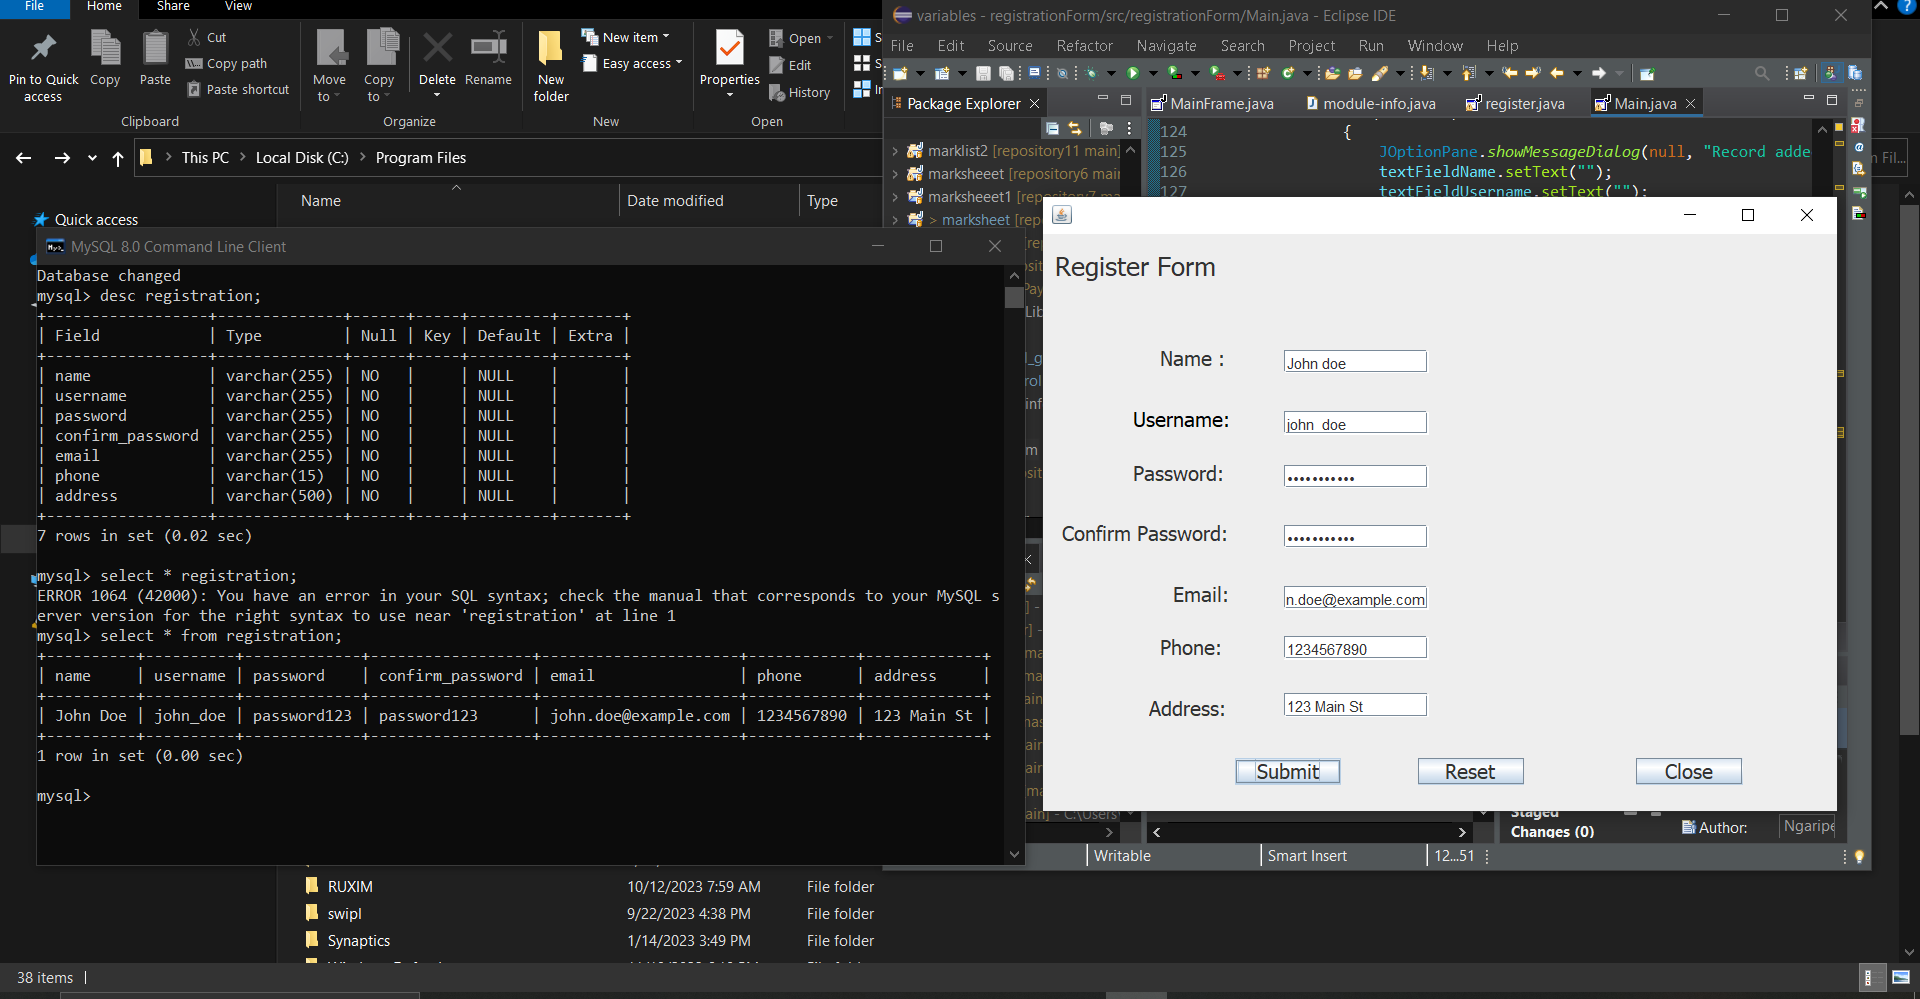 File Home Share View
Pin to Quick access
Copy
Paste
Cut
Copy path
Paste shortcut
Clipboard
Move to
Copy to
Delete
Rename
Organize
New folder
New item
Easy access
New
Properties
Open
Edit
History
Open
This PC > Local Disk (C:) > Program Files
Name Date modified Type
Quick access
MySQL 8.0 Command Line Client
Database changed
mysql> desc registration;
+------------------+--------------+------+-----+---------+-------+
| Field            | Type         | Null | Key | Default | Extra |
+------------------+--------------+------+-----+---------+-------+
| name             | varchar(255) | NO   |     | NULL    |       |
| username         | varchar(255) | NO   |     | NULL    |       |
| password         | varchar(255) | NO   |     | NULL    |       |
| confirm_password | varchar(255) | NO   |     | NULL    |       |
| email            | varchar(255) | NO   |     | NULL    |       |
| phone            | varchar(15)  | NO   |     | NULL    |       |
| address          | varchar(500) | NO   |     | NULL    |       |
+------------------+--------------+------+-----+---------+-------+
7 rows in set (0.02 sec)
mysql> select * registration;
ERROR 1064 (42000): You have an error in your SQL syntax; check the manual that corresponds to your MySQL s
erver version for the right syntax to use near 'registration' at line 1
mysql> select * from registration;
+----------+----------+-------------+------------------+----------------------+------------+-------------+
| name     | username | password    | confirm_password | email                | phone      | address     |
+----------+----------+-------------+------------------+----------------------+------------+-------------+
| John Doe | john_doe | password123 | password123      | john.doe@example.com | 1234567890 | 123 Main St |
+----------+----------+-------------+------------------+----------------------+------------+-------------+
1 row in set (0.00 sec)
mysql>
RUXIM 10/12/2023 7:59 AM File folder
swipl 9/22/2023 4:38 PM File folder
Synaptics 1/14/2023 3:49 PM File folder
38 items
variables - registrationForm/src/registrationForm/Main.java - Eclipse IDE
File Edit Source Refactor Navigate Search Project Run Window Help
Package Explorer
MainFrame.java module-info.java register.java Main.java
marklist2 [repository11 main]
marksheeet [repository6 mair
marksheeet1 [repository7 ma
> marksheet [rep
124 {
125 JOptionPane.showMessageDialog(null, "Record adde
126 textFieldName.setText("");
127 textFieldUsername.setText("");
Register Form
Name : John doe
Username: john_doe
Password: •••••••••••
Confirm Password: •••••••••••
Email: n.doe@example.com
Phone: 1234567890
Address: 123 Main St
Submit Reset Close
Staged
Changes (0)
Author: Ngaripe
Writable Smart Insert 12...51